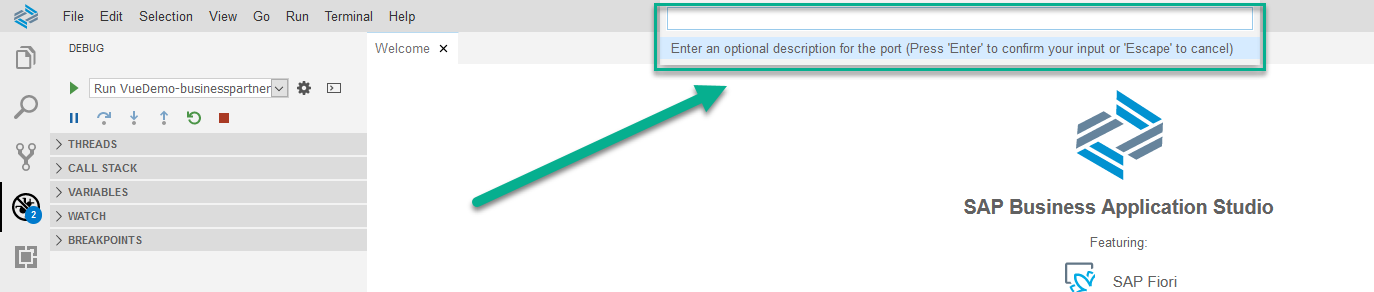 File Edit Selection View Go Run Terminal Help
Enter an optional description for the port (Press 'Enter' to confirm your input or 'Escape' to cancel)
DEBUG
Welcome
Run VueDemo-businesspartner
THREADS
CALL STACK
VARIABLES
WATCH
2
BREAKPOINTS
SAP Business Application Studio
Featuring:
SAP Fiori